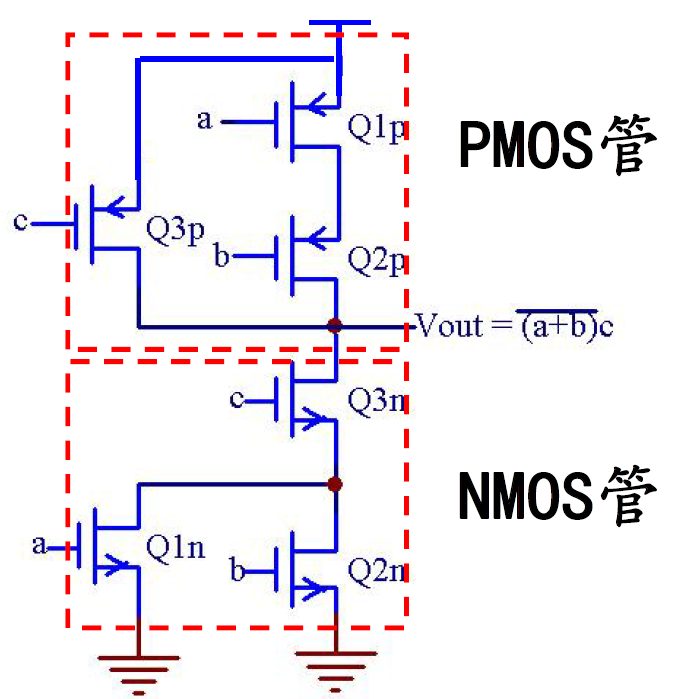 a
Q1p
PMOS管
c
Q3p
b
Q2p
Vout = \overline{(a+b)}c
c
Q3n
NMOS管
a
Q1n
b
Q2n